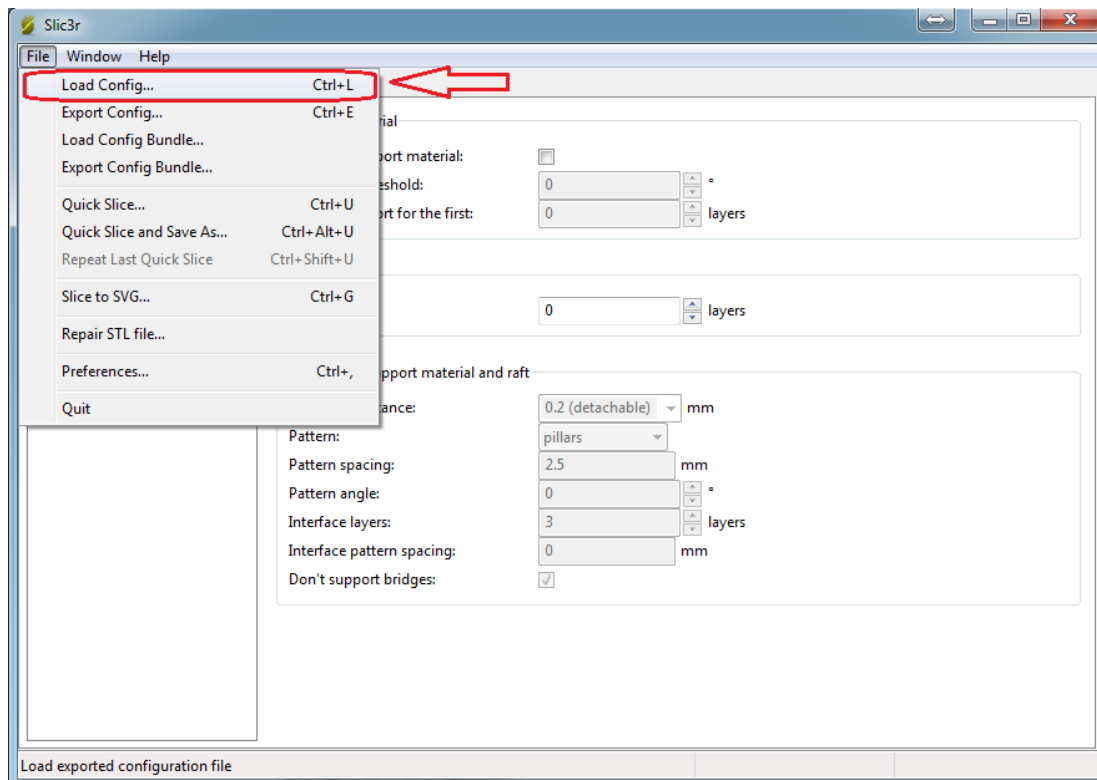 Slic3r
File Window Help
Load Config... Ctrl+L
Export Config... Ctrl+E
Load Config Bundle...
Export Config Bundle...
Quick Slice... Ctrl+U
Quick Slice and Save As... Ctrl+Alt+U
Repeat Last Quick Slice Ctrl+Shift+U
Slice to SVG... Ctrl+G
Repair STL file...
Preferences... Ctrl+,
Quit
port material:
0 °
rt for the first: 0 layers
0 layers
pport material and raft
0.2 (detachable) mm
Pattern: pillars
Pattern spacing: 2.5 mm
Pattern angle: 0 °
Interface layers: 3 layers
Interface pattern spacing: 0 mm
Don't support bridges:
Load exported configuration file